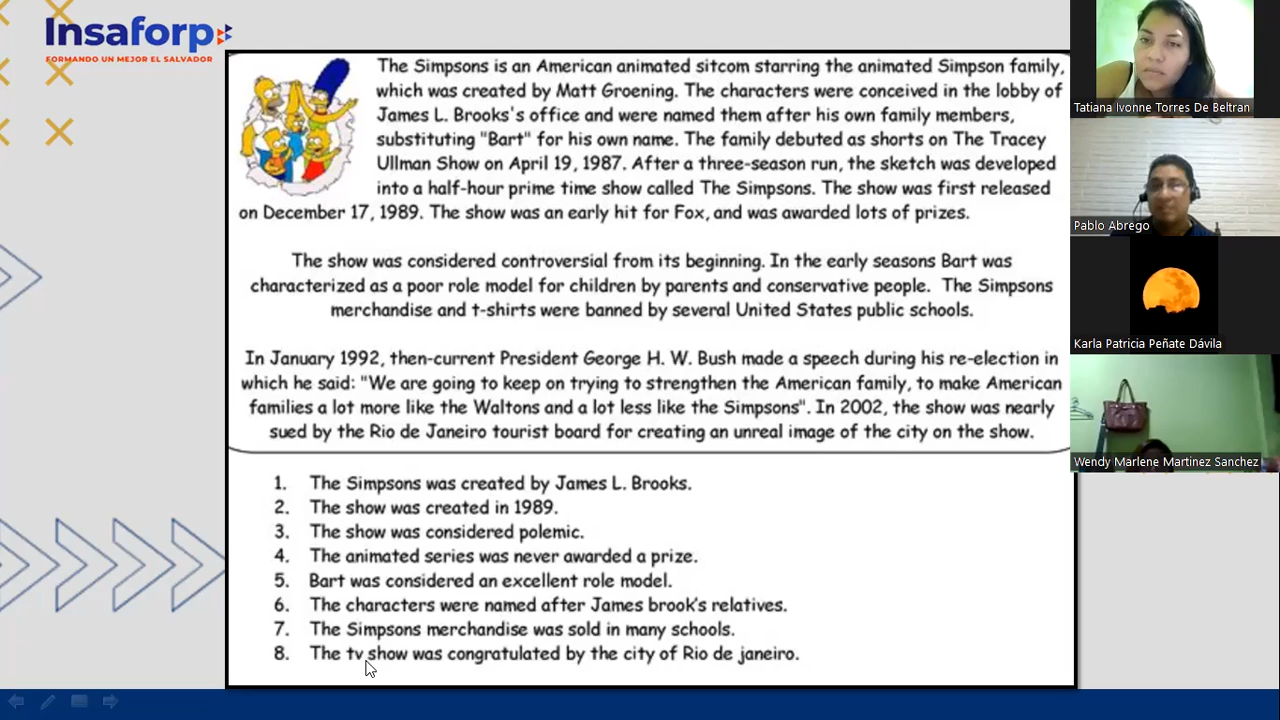 Insaforp
FORMANDO UN MEJOR EL SALVADOR
The Simpsons is an American animated sitcom starring the animated Simpson family,
which was created by Matt Groening. The characters were conceived in the lobby of
James L. Brooks's office and were named them after his own family members,
substituting "Bart" for his own name. The family debuted as shorts on The Tracey
Ullman Show on April 19, 1987. After a three-season run, the sketch was developed
into a half-hour prime time show called The Simpsons. The show was first released
on December 17, 1989. The show was an early hit for Fox, and was awarded lots of prizes.
The show was considered controversial from its beginning. In the early seasons Bart was
characterized as a poor role model for children by parents and conservative people. The Simpsons
merchandise and t-shirts were banned by several United States public schools.
In January 1992, then-current President George H. W. Bush made a speech during his re-election in
which he said: "We are going to keep on trying to strengthen the American family, to make American
families a lot more like the Waltons and a lot less like the Simpsons". In 2002, the show was nearly
sued by the Rio de Janeiro tourist board for creating an unreal image of the city on the show.
1. The Simpsons was created by James L. Brooks.
2. The show was created in 1989.
3. The show was considered polemic.
4. The animated series was never awarded a prize.
5. Bart was considered an excellent role model.
6. The characters were named after James brook's relatives.
7. The Simpsons merchandise was sold in many schools.
8. The tv show was congratulated by the city of Rio de janeiro.
Tatiana Ivonne Torres De Beltran
Pablo Abrego
Karla Patricia Peñate Dávila
Wendy Marlene Martinez Sanchez